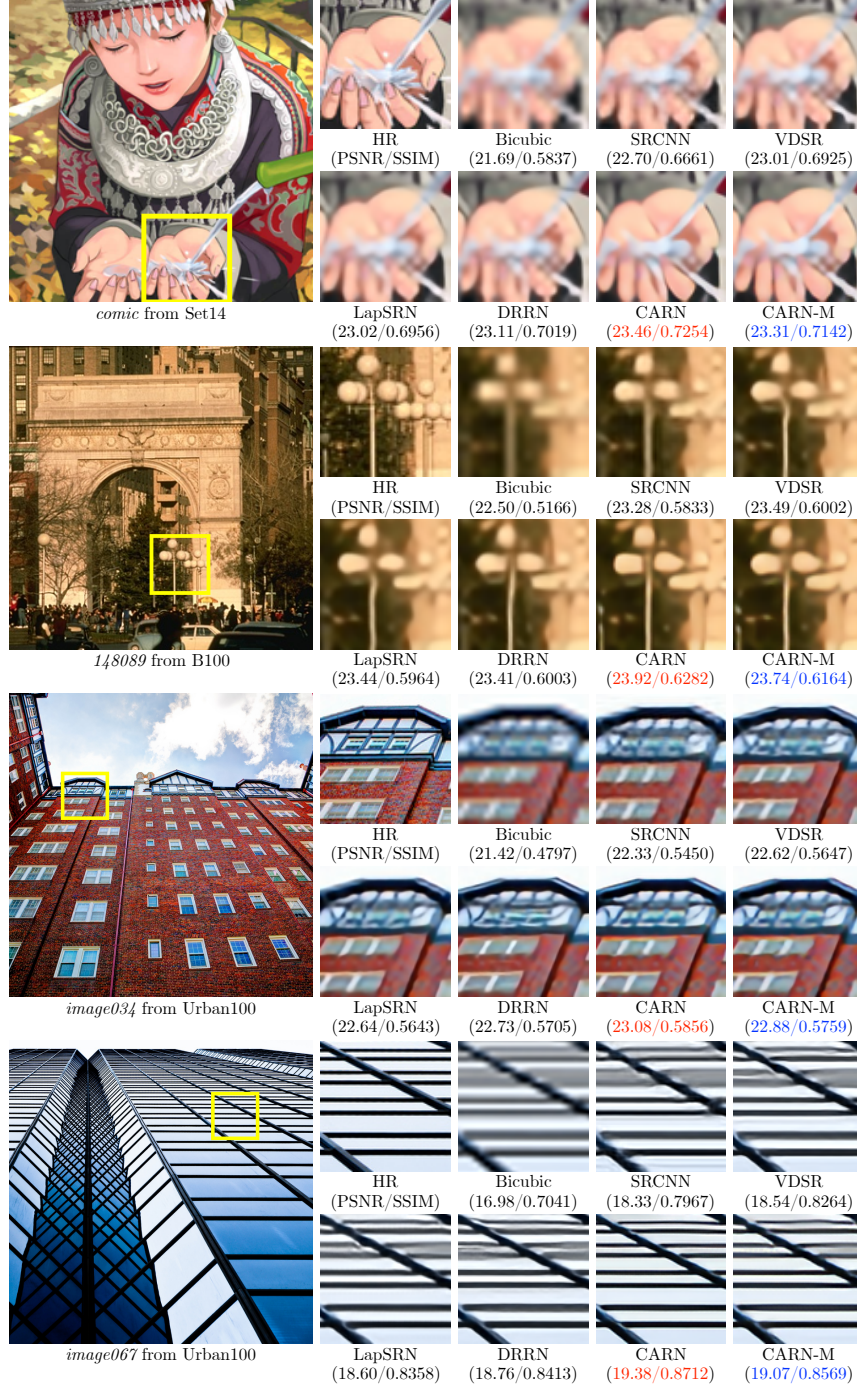 HR Bicubic SRCNN VDSR
(PSNR/SSIM) (21.69/0.5837) (22.70/0.6661) (23.01/0.6925)
LapSRN DRRN CARN CARN-M
comic from Set14
(23.02/0.6956) (23.11/0.7019) (23.46/0.7254) (23.31/0.7142)
HR Bicubic SRCNN VDSR
(PSNR/SSIM) (22.50/0.5166) (23.28/0.5833) (23.49/0.6002)
LapSRN DRRN CARN CARN-M
148089 from B100
(23.44/0.5964) (23.41/0.6003) (23.92/0.6282) (23.74/0.6164)
HR Bicubic SRCNN VDSR
(PSNR/SSIM) (21.42/0.4797) (22.33/0.5450) (22.62/0.5647)
LapSRN DRRN CARN CARN-M
image034 from Urban100
(22.64/0.5643) (22.73/0.5705) (23.08/0.5856) (22.88/0.5759)
HR Bicubic SRCNN VDSR
(PSNR/SSIM) (16.98/0.7041) (18.33/0.7967) (18.54/0.8264)
LapSRN DRRN CARN CARN-M
image067 from Urban100
(18.60/0.8358) (18.76/0.8413) (19.38/0.8712) (19.07/0.8569)